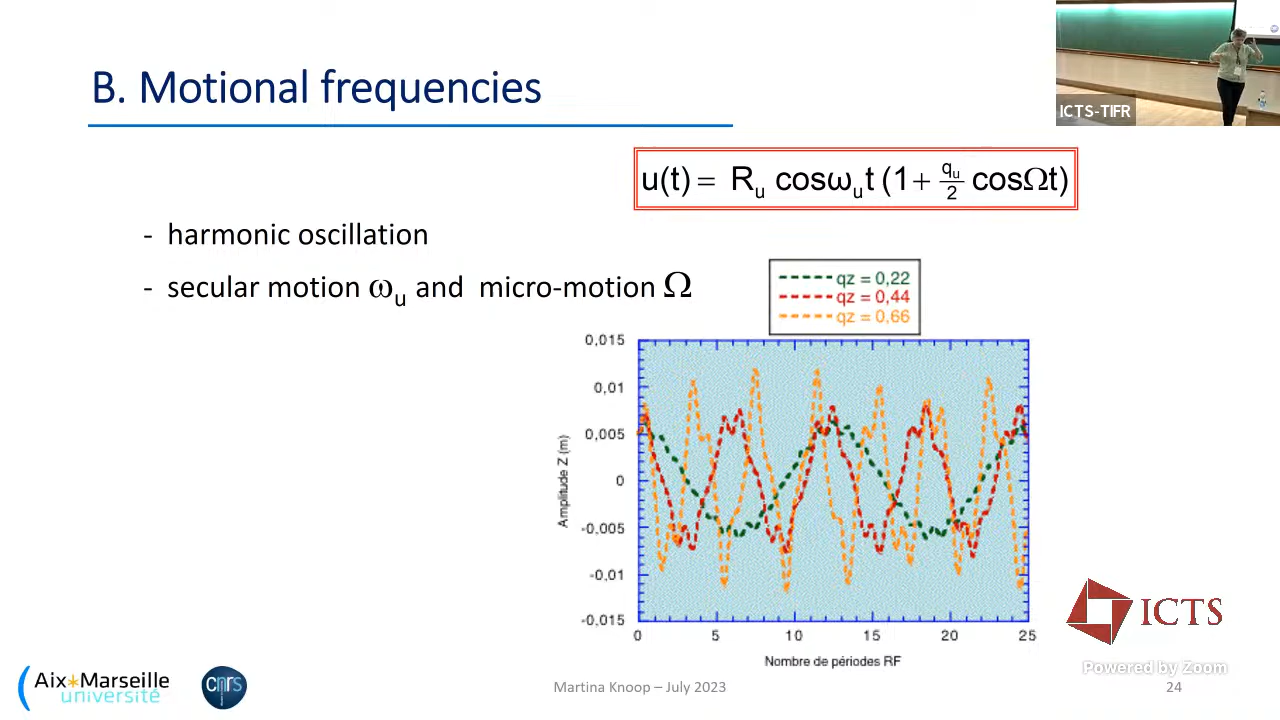 B. Motional frequencies
ICTS-TIFR
u(t) = R_u cosω_u t (1+ q_u/2 cosΩt)
- harmonic oscillation
- secular motion ω_u and micro-motion Ω
qz = 0,22
qz = 0,44
qz = 0,66
0,015
0,01
0,005
0
-0,005
-0,01
-0,015
Amplitude Z (m)
0 5 10 15 20 25
Nombre de périodes RF
ICTS
Powered by Zoom
Aix*Marseille
université
cnrs
Martina Knoop – July 2023
24